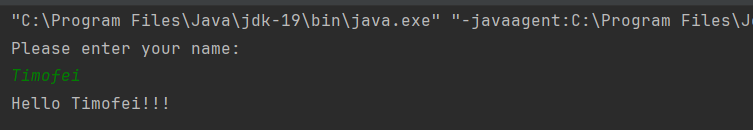 "C:\Program Files\Java\jdk-19\bin\java.exe" "-javaagent:C:\Program Files\J
Please enter your name:
Timofei
Hello Timofei!!!